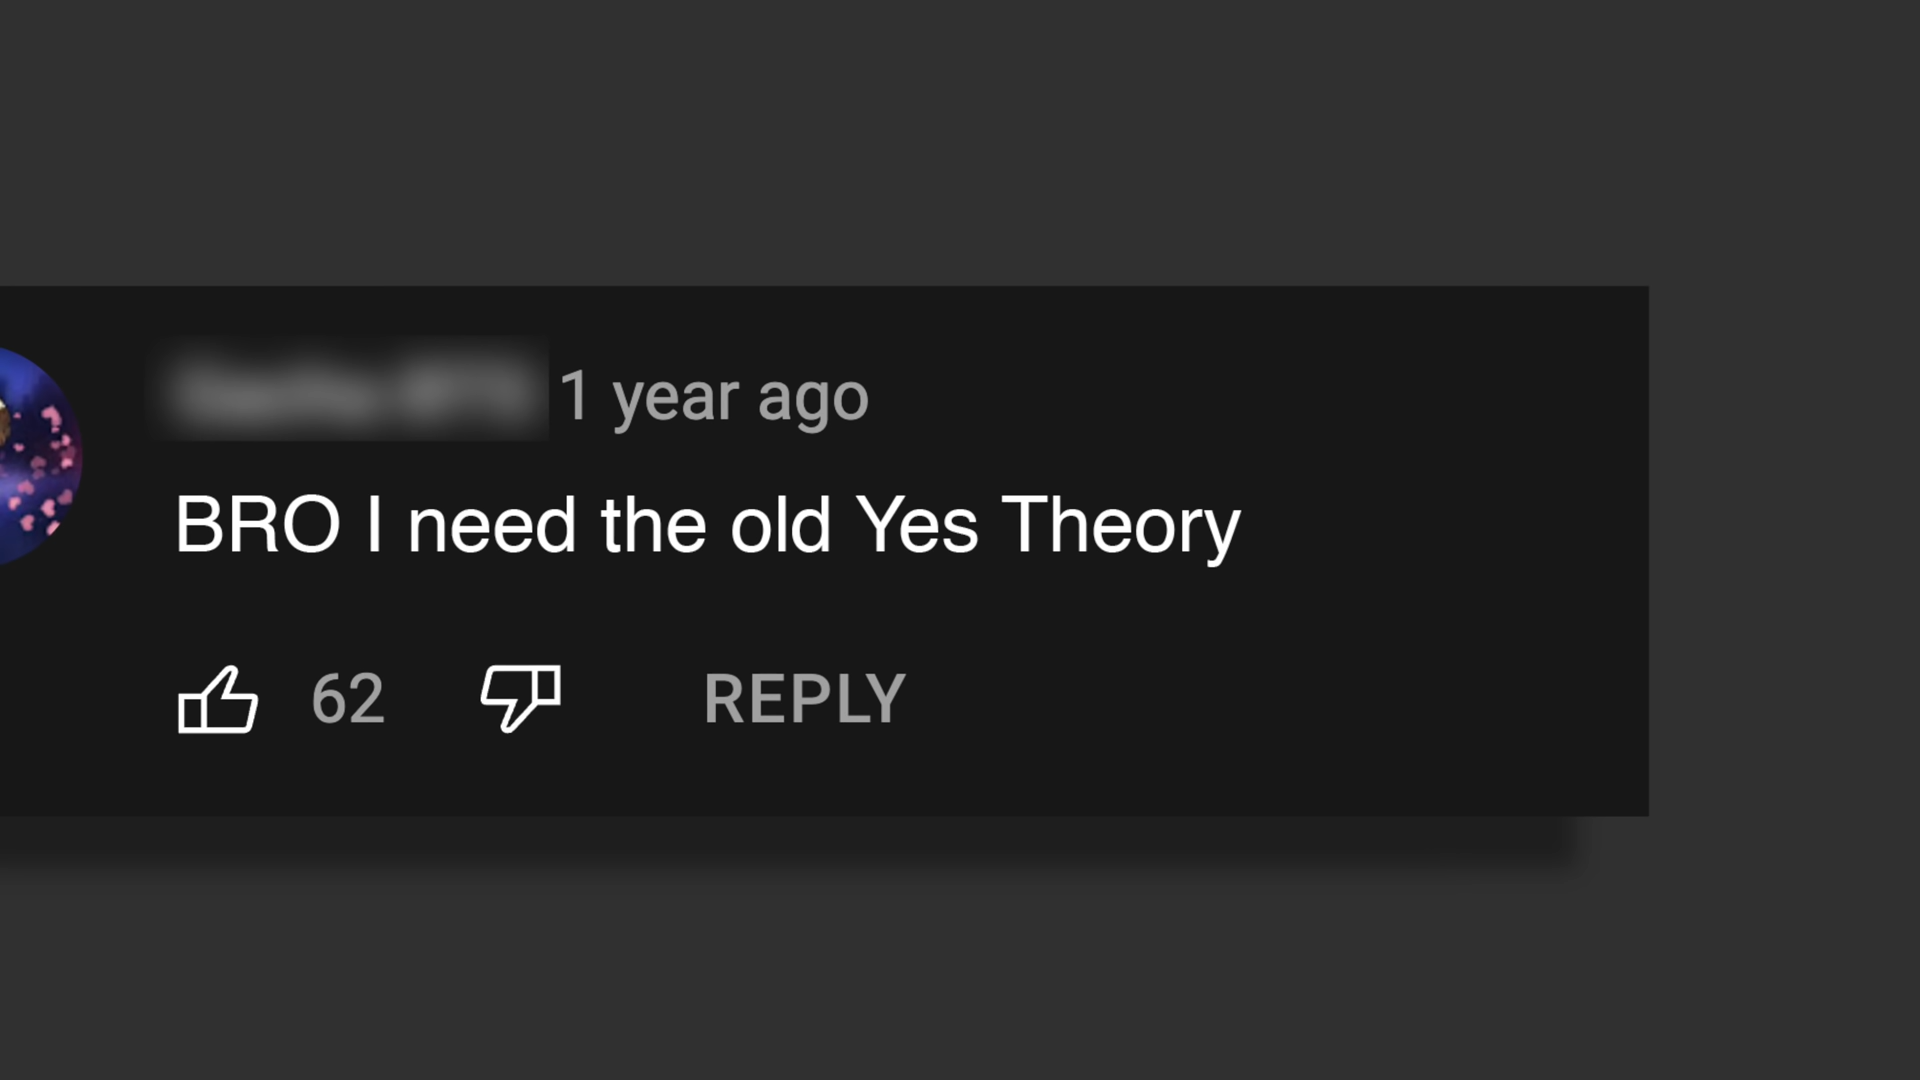 1 year ago
BRO I need the old Yes Theory
62 REPLY